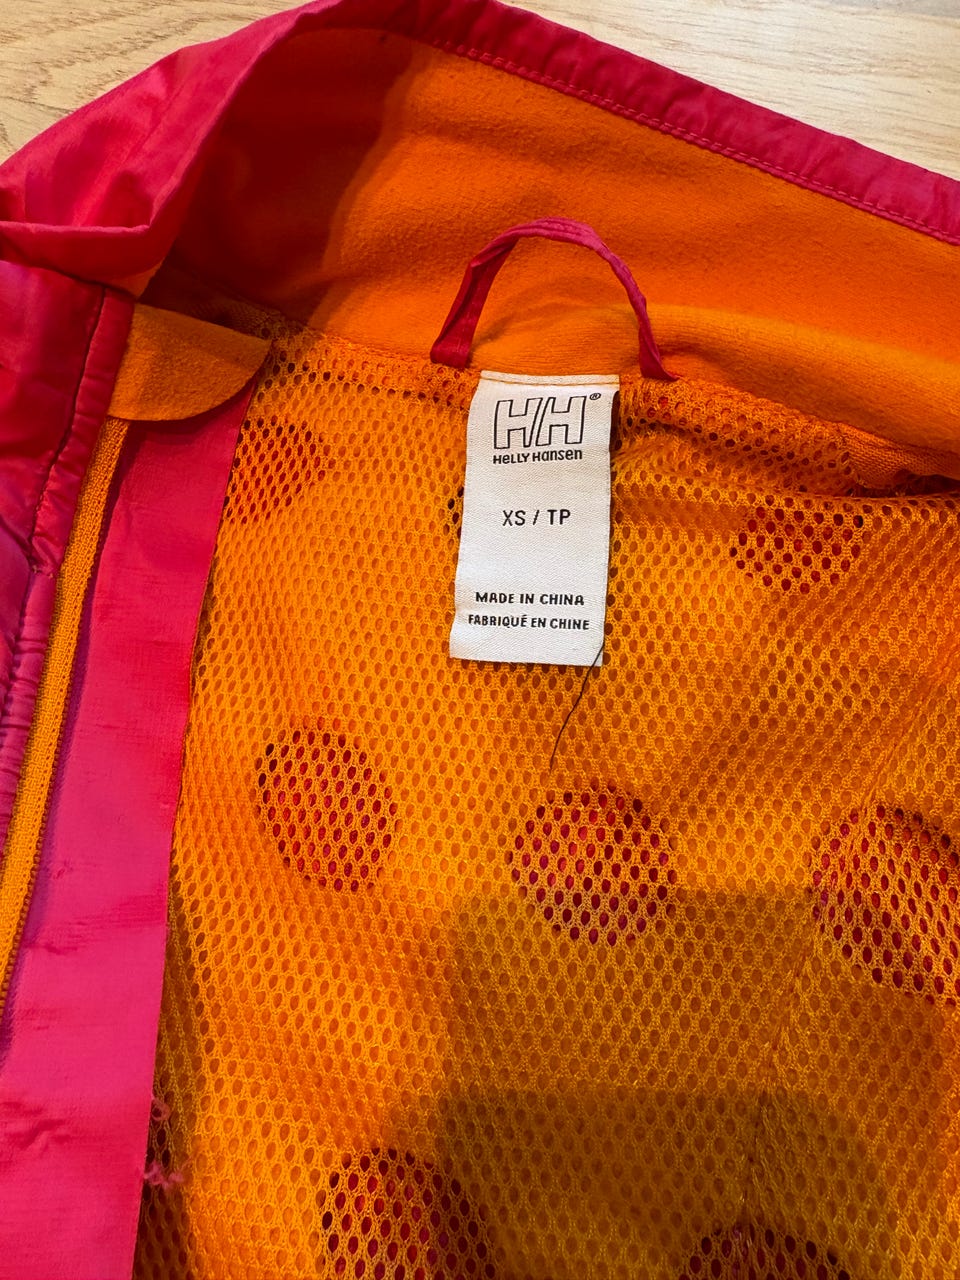 HH®
Helly Hansen
XS / TP
MADE IN CHINA
FABRIQUÉ EN CHINE